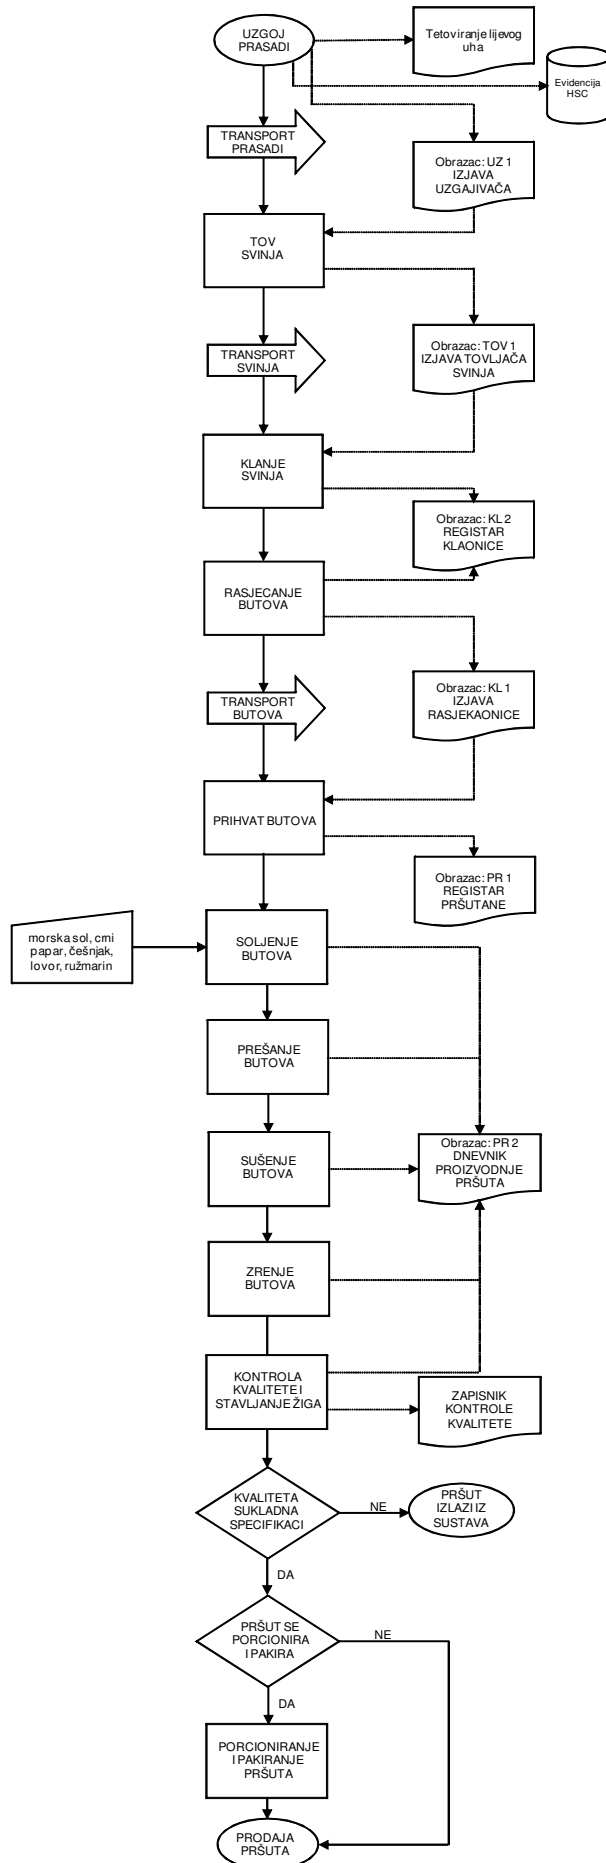 UZGOJ
PRASADI
Tetoviranje lijevog
uha
Evidencija
HSC
TRANSPORT
PRASADI
Obrazac: UZ 1
IZJAVA
UZGAJIVAČA
TOV
SVINJA
TRANSPORT
SVINJA
Obrazac: TOV 1
IZJAVA TOVLJAČA
SVINJA
KLANJE
SVINJA
Obrazac: KL 2
REGISTAR
KLAONICE
RASJECANJE
BUTOVA
TRANSPORT
BUTOVA
Obrazac: KL 1
IZJAVA
RASJEKAONICE
PRIHVAT BUTOVA
Obrazac: PR 1
REGISTAR
PRŠUTANE
morska sol, crni
papar, češnjak,
lovor, ružmarin
SOLJENJE
BUTOVA
PREŠANJE
BUTOVA
SUŠENJE
BUTOVA
Obrazac: PR 2
DNEVNIK
PROIZVODNJE
PRŠUTA
ZRENJE
BUTOVA
KONTROLA
KVALITETE I
STAVLJANJE ŽIGA
ZAPISNIK
KONTROLE
KVALITETE
KVALITETA
SUKLADNA
SPECIFIKACI
NE
PRŠUT
IZLAZI IZ
SUSTAVA
DA
PRŠUT SE
PORCIONIRA
I PAKIRA
NE
DA
PORCIONIRANJE
I PAKIRANJE
PRŠUTA
PRODAJA
PRŠUTA